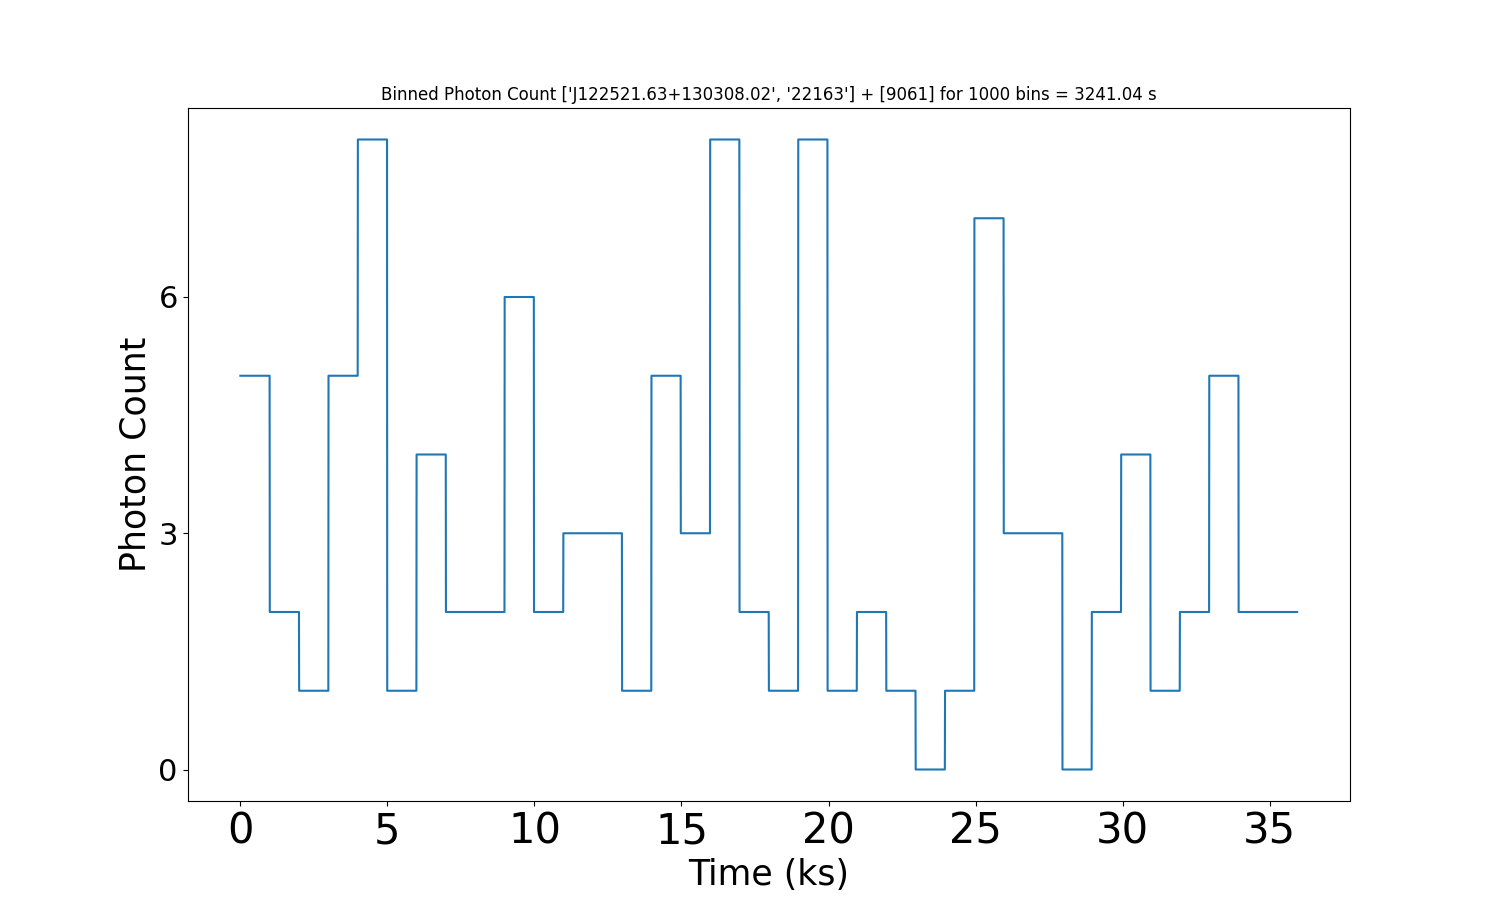 Binned Photon Count ['J122521.63+130308.02', '22163'] + [9061] for 1000 bins = 3241.04 s
Photon Count
6
3
0
0 5 10 15 20 25 30 35
Time (ks)